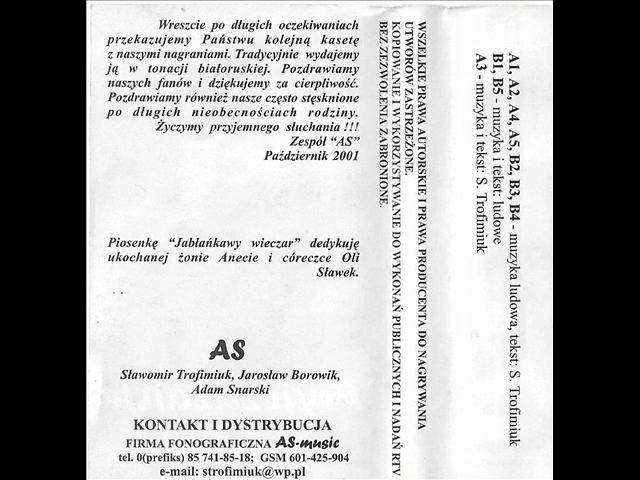 Wreszcie po długich oczekiwaniach
przekazujemy Państwu kolejną kasetę
z naszymi nagraniami. Tradycyjnie wydajemy
ją w tonacji białoruskiej. Pozdrawiamy
naszych fanów i dziękujemy za cierpliwość.
Pozdrawiamy również nasze często stęsknione
po długich nieobecnościach rodziny.
Życzymy przyjemnego słuchania !!!
Zespół "AS"
Październik 2001
Piosenkę "Jabłańkawy wieczar" dedykuję
ukochanej żonie Anecie i córeczce Oli
Sławek.
AS
Sławomir Trofimiuk, Jarosław Borowik,
Adam Snarski
KONTAKT I DYSTRYBUCJA
FIRMA FONOGRAFICZNA AS-music
tel. 0(prefiks) 85 741-85-18; GSM 601-425-904
e-mail: strofimiuk@wp.pl
WSZELKIE PRAWA AUTORSKIE I PRAWA PRODUCENTA DO NAGRYWANIA
UTWORÓW ZASTRZEŻONE.
KOPIOWANIE I WYKORZYSTYWANIE DO WYKONAŃ PUBLICZNYCH I NADAŃ RTV
BEZ ZEZWOLENIA ZABRONIONE.
A1, A2, A4, A5, B2, B3, B4 - muzyka ludowa, tekst: S. Trofimiuk
B1, B5 - muzyka i tekst: ludowe
A3 - muzyka i tekst: S. Trofimiuk